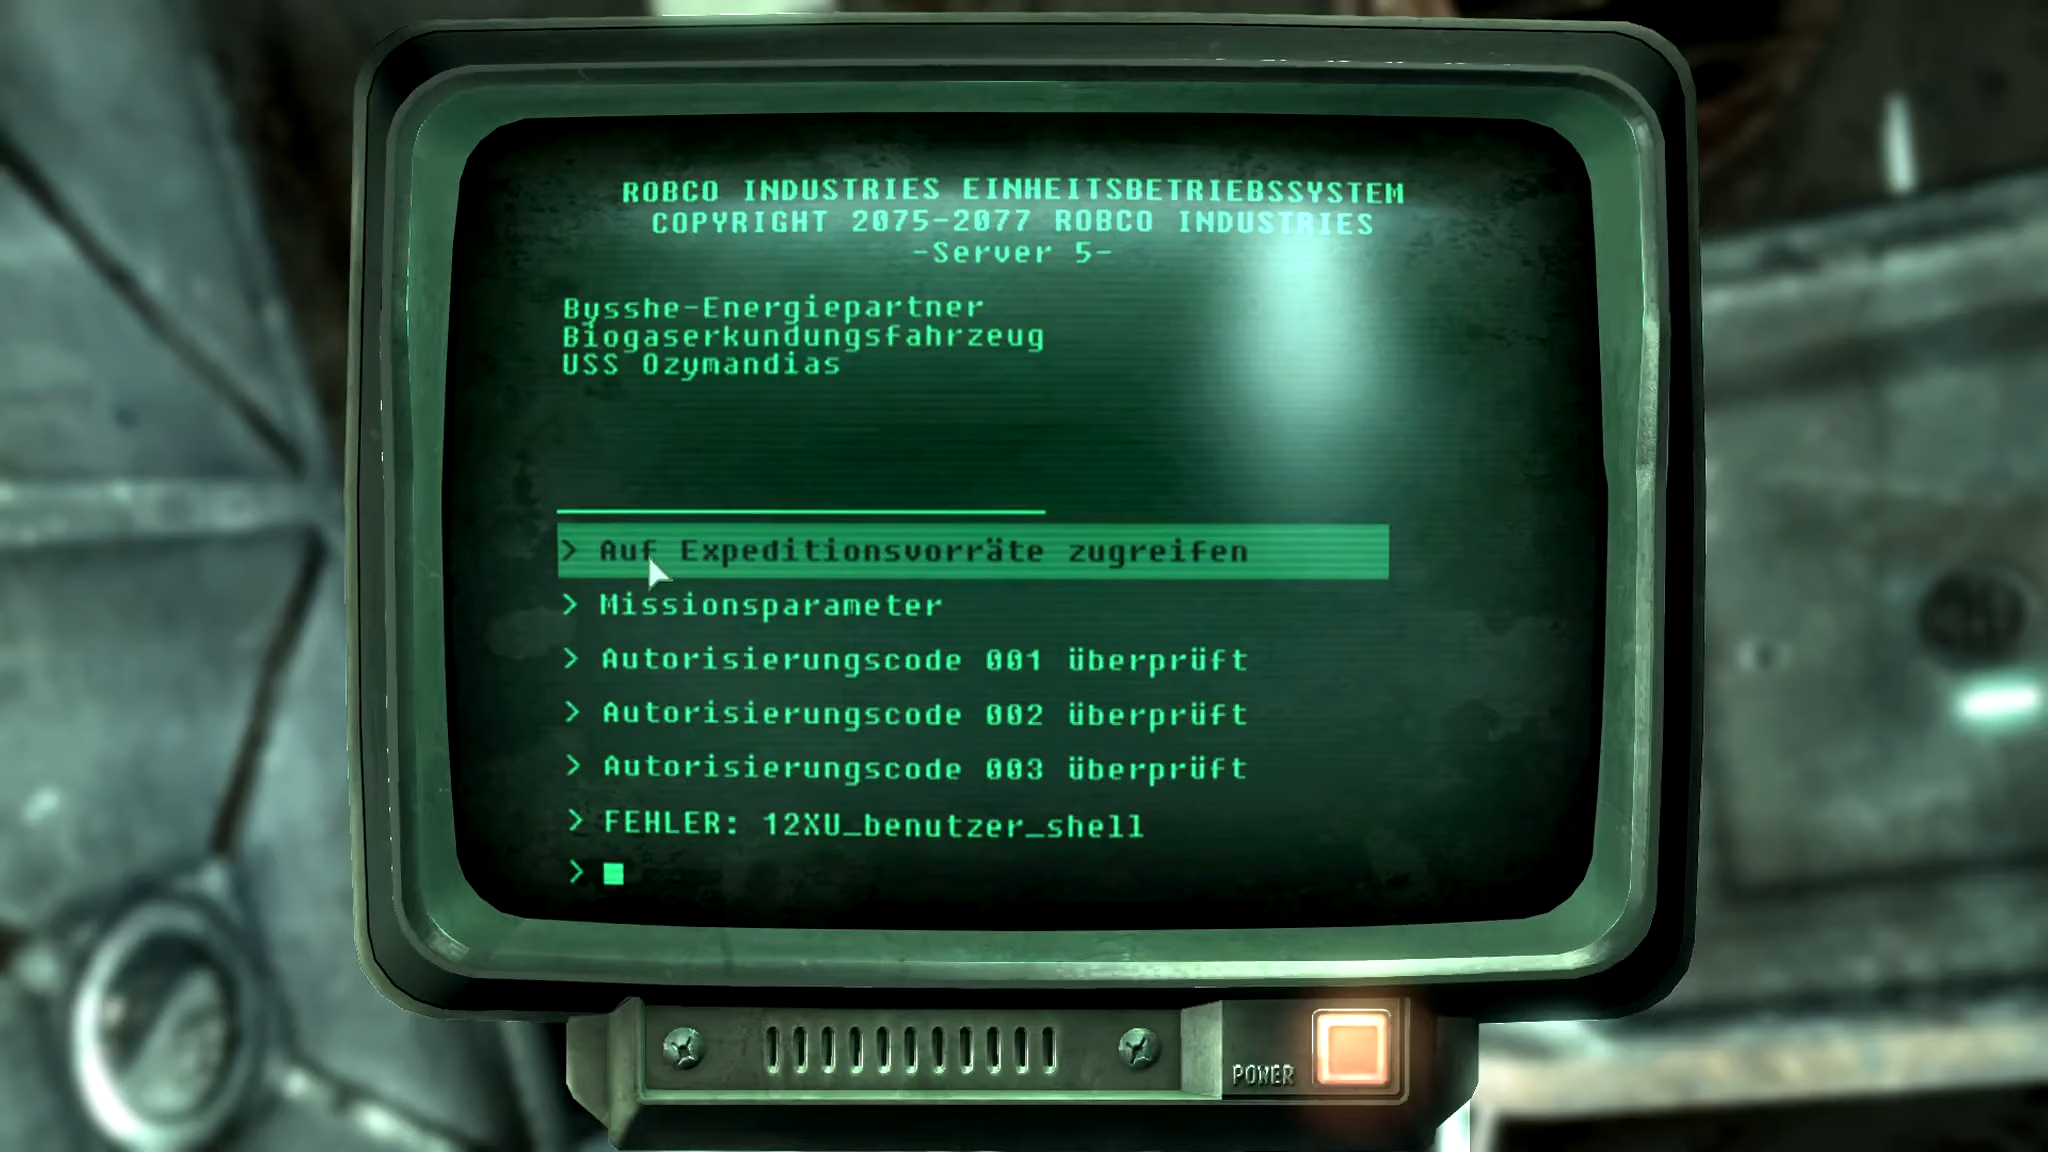 ROBCO INDUSTRIES EINHEITSBETRIEBSSYSTEM
COPYRIGHT 2075-2077 ROBCO INDUSTRIES
-Server 5-
Bysshe-Energiepartner
Biogaserkundungsfahrzeug
USS Ozymandias
> Auf Expeditionsvorräte zugreifen
> Missionsparameter
> Autorisierungscode 001 überprüft
> Autorisierungscode 002 überprüft
> Autorisierungscode 003 überprüft
> FEHLER: 12XU_benutzer_shell
>
POWER